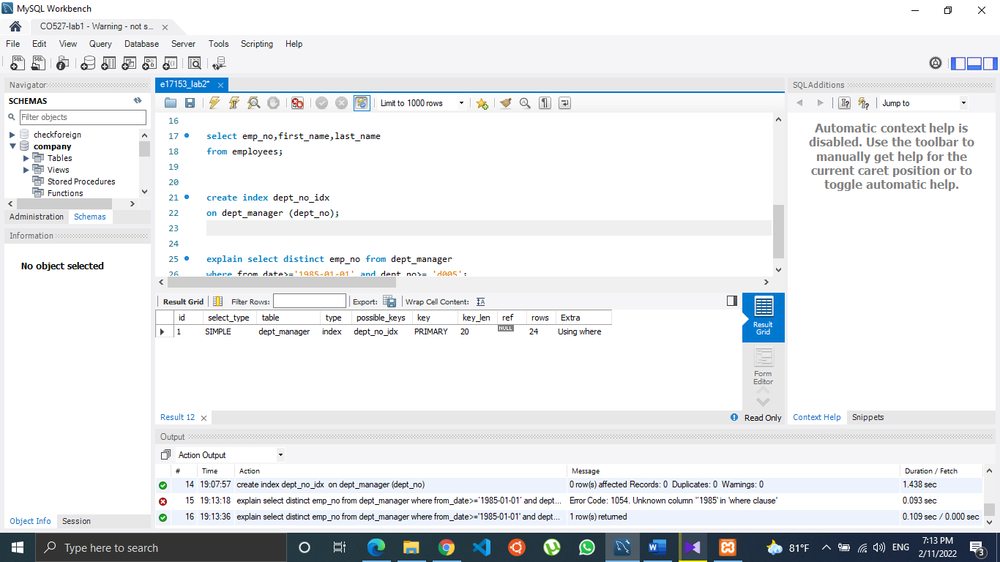 MySQL Workbench
CO527-lab1 - Warning - not s...
File Edit View Query Database Server Tools Scripting Help
Navigator
SCHEMAS
Filter objects
checkforeign
company
Tables
Views
Stored Procedures
Functions
Administration Schemas
Information
No object selected
Object Info Session
e17153_lab2*
Limit to 1000 rows
16
17 select emp_no,first_name,last_name
18 from employees;
19
20
21 create index dept_no_idx
22 on dept_manager (dept_no);
23
24
25 explain select distinct emp_no from dept_manager
26 where from_date>='1985-01-01' and dept_no>= 'd005';
Result Grid Filter Rows: Export: Wrap Cell Content:
id select_type table type possible_keys key key_len ref rows Extra
1 SIMPLE dept_manager index dept_no_idx PRIMARY 20 NULL 24 Using where
Result Grid
Form Editor
Result 12
Read Only
SQLAdditions
Jump to
Automatic context help is
disabled. Use the toolbar to
manually get help for the
current caret position or to
toggle automatic help.
Context Help Snippets
Output
Action Output
# Time Action Message Duration / Fetch
14 19:07:57 create index dept_no_idx on dept_manager (dept_no) 0 row(s) affected Records: 0 Duplicates: 0 Warnings: 0 1.438 sec
15 19:13:18 explain select distinct emp_no from dept_manager where from_date>='1985-01-01' and dept... Error Code: 1054. Unknown column ''1985' in 'where clause' 0.093 sec
16 19:13:36 explain select distinct emp_no from dept_manager where from_date>='1985-01-01' and dept... 1 row(s) returned 0.109 sec / 0.000 sec
Type here to search
81°F
ENG
7:13 PM
2/11/2022
3